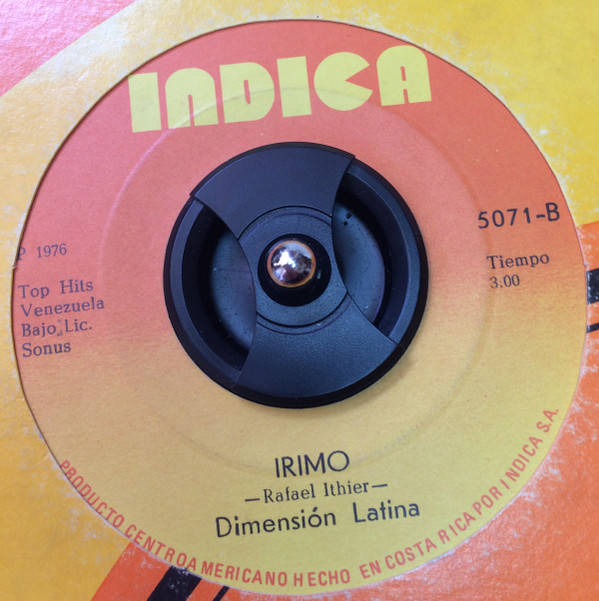 INDICA
5071-B
P 1976
Tiempo
3.00
Top Hits
Venezuela
Bajo Lic.
Sonus
IRIMO
—Rafael Ithier—
Dimensión Latina
PRODUCTO CENTROAMERICANO HECHO EN COSTA RICA POR INDICA S.A.